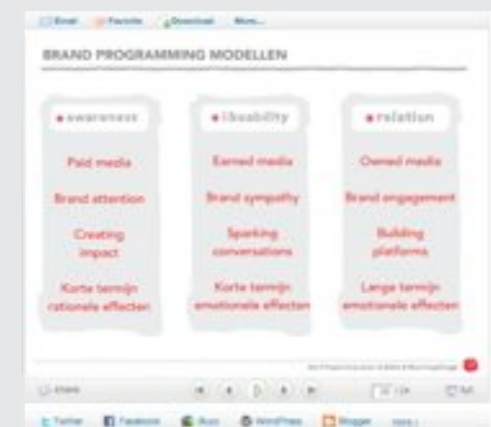 Email Favorite Download More...
BRAND PROGRAMMING MODELLEN
awareness
Paid media
Brand attention
Creating
impact
Korte termijn
rationele effecten
likeability
Earned media
Brand sympathy
Sparking
conversations
Korte termijn
emotionele effecten
relation
Owned media
Brand engagement
Building
platforms
Lange termijn
emotionele effecten
Full
Twitter Facebook Buzz WordPress Blogger